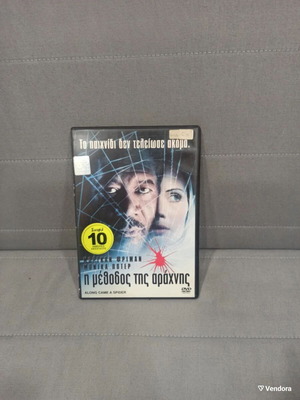 Το παιχνίδι δεν τελείωσε ακόμα.
10
ΦΡΙΜΑΝ
ΜΟΝΙΚΑ ΠΟΤΕΡ
η μέθοδος της αράχνης
ALONG CAME A SPIDER
DVD
Vendora